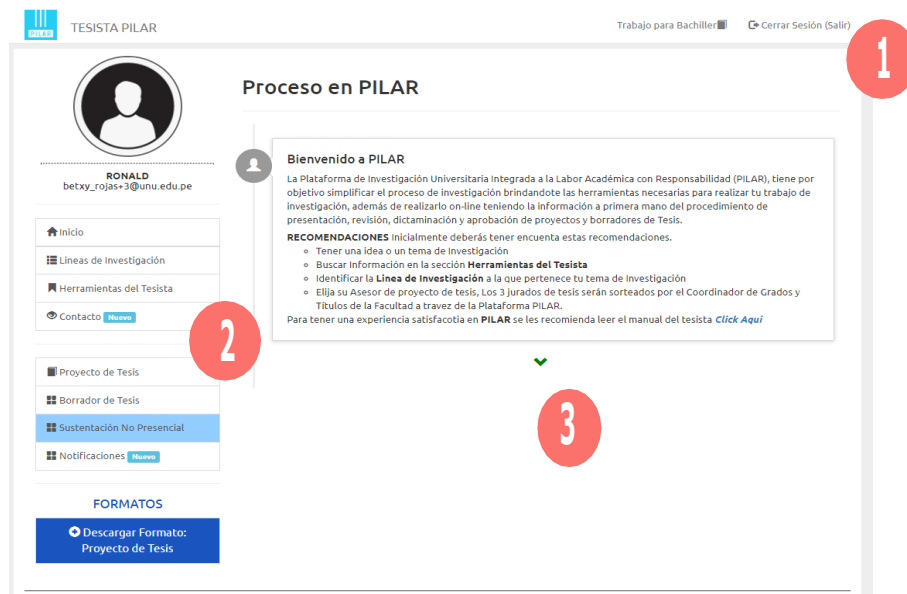 PILAR
TESISTA PILAR
Trabajo para Bachiller
Cerrar Sesión (Salir)
1
RONALD
betxy_rojas+3@unu.edu.pe
Inicio
Lineas de Investigación
Herramientas del Tesista
Contacto Nuevo
2
Proyecto de Tesis
Borrador de Tesis
Sustentación No Presencial
Notificaciones Nuevo
FORMATOS
Descargar Formato:
Proyecto de Tesis
Proceso en PILAR
Bienvenido a PILAR
La Plataforma de Investigación Universitaria Integrada a la Labor Académica con Responsabilidad (PILAR), tiene por
objetivo simplificar el proceso de investigación brindandote las herramientas necesarias para realizar tu trabajo de
investigación, además de realizarlo on-line teniendo la información a primera mano del procedimiento de
presentación, revisión, dictaminación y aprobación de proyectos y borradores de Tesis.
RECOMENDACIONES Inicialmente deberás tener encuenta estas recomendaciones.
Tener una idea o un tema de Investigación
Buscar Información en la sección Herramientas del Tesista
Identificar la Linea de Investigación a la que pertenece tu tema de Investigación
Elija su Asesor de proyecto de tesis, Los 3 jurados de tesis serán sorteados por el Coordinador de Grados y
Títulos de la Facultad a travez de la Plataforma PILAR.
Para tener una experiencia satisfacotia en PILAR se les recomienda leer el manual del tesista Click Aqui
3